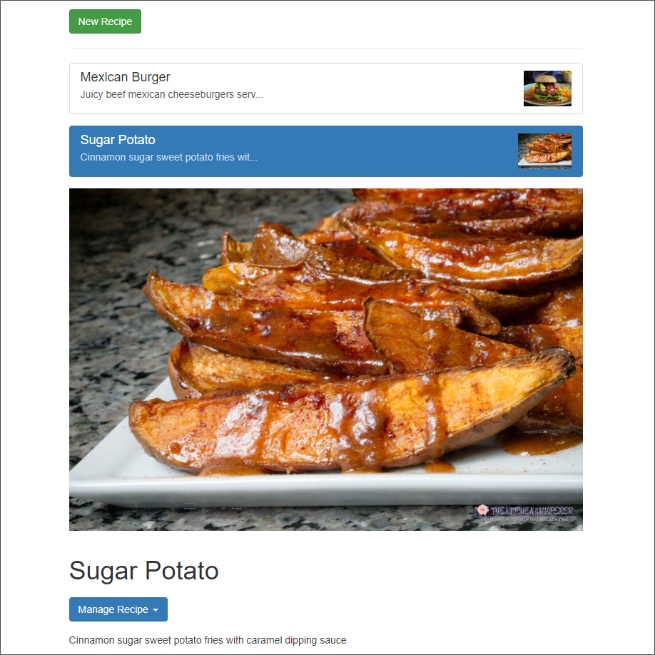 New Recipe
Mexican Burger
Juicy beef mexican cheeseburgers serv...
Sugar Potato
Cinnamon sugar sweet potato fries wit...
THE KITCHEN WHISPERER
Sugar Potato
Manage Recipe
Cinnamon sugar sweet potato fries with caramel dipping sauce